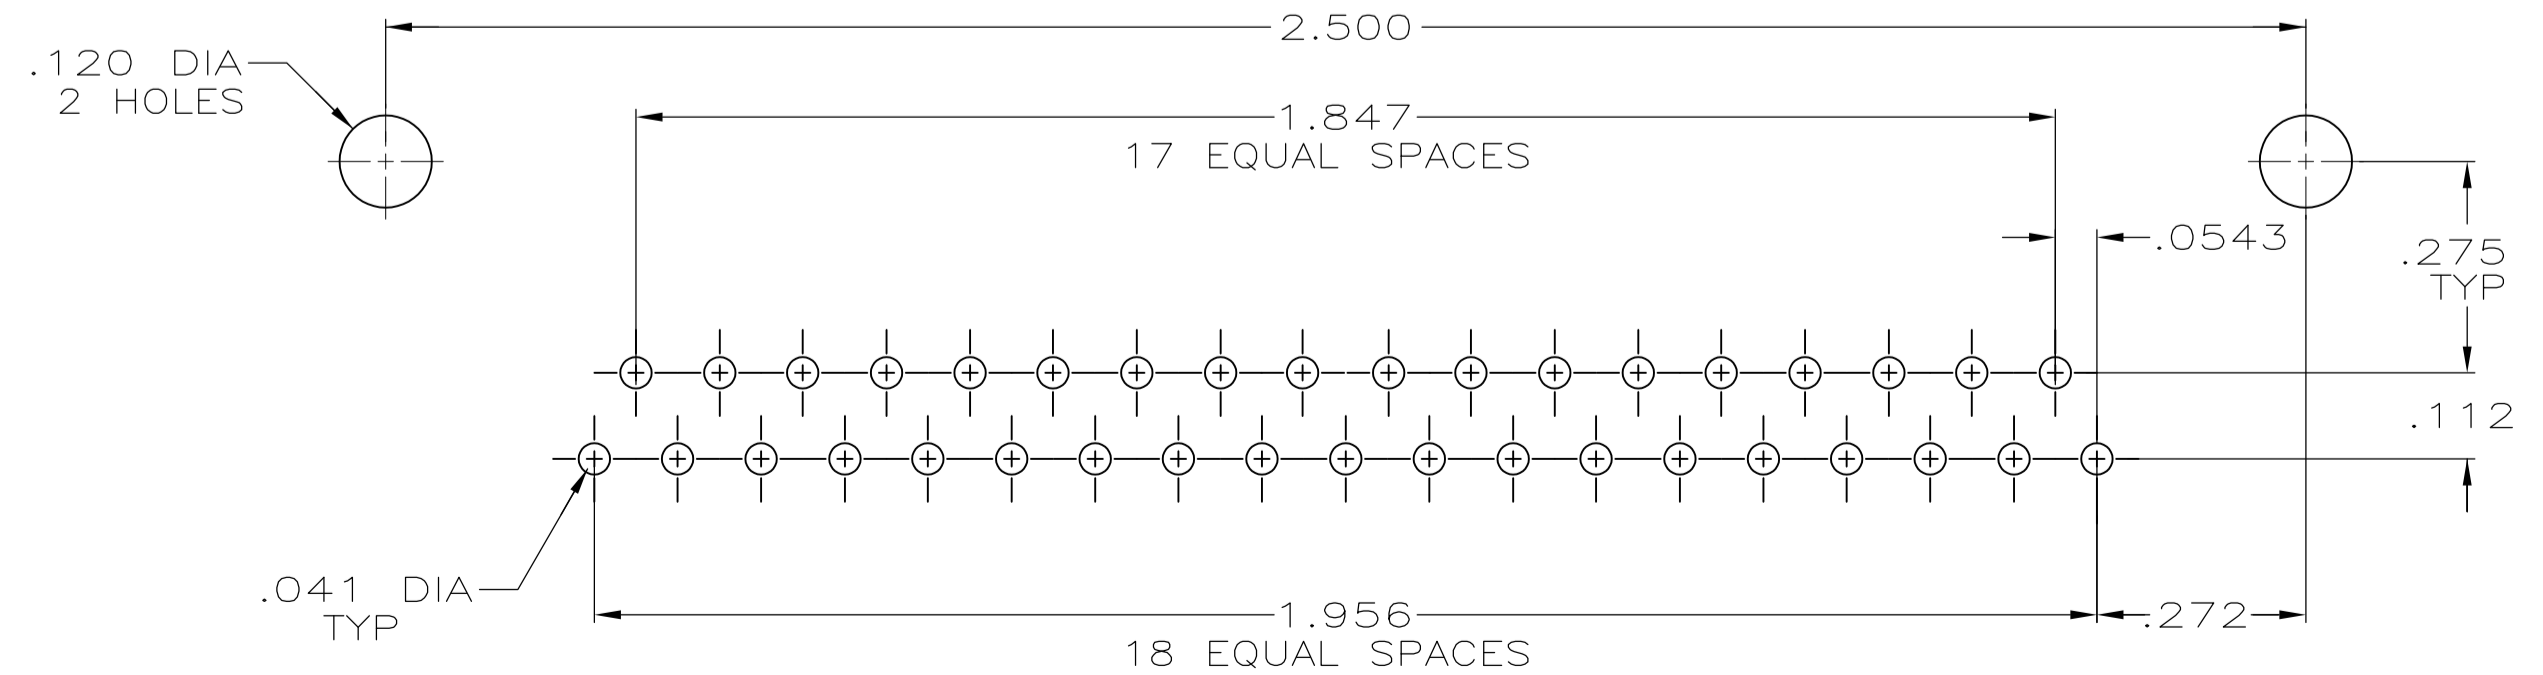 2.500
.120 DIA
2 HOLES
1.847
17 EQUAL SPACES
.0543
.275
TYP
.112
.041 DIA
TYP
1.956
18 EQUAL SPACES
.272